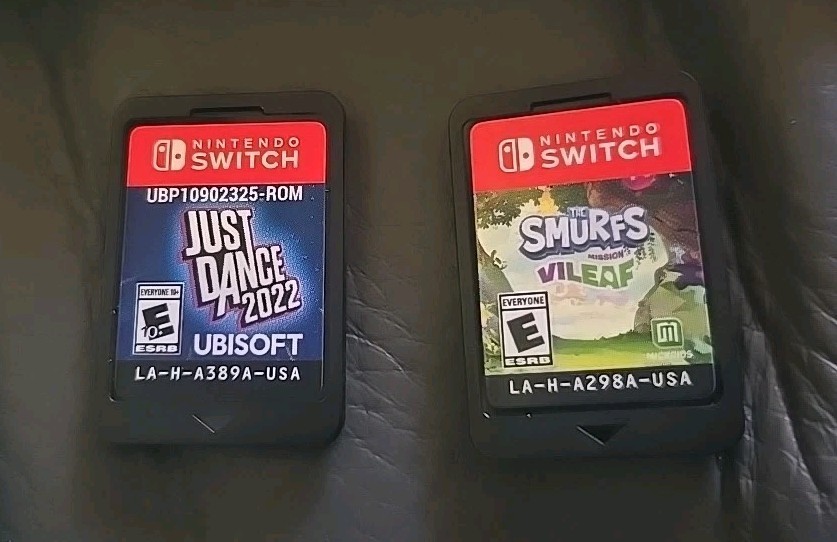 NINTENDO
SWITCH
UBP10902325-ROM
JUST
DANCE
2022
EVERYONE 10+
E
10+
ESRB
UBISOFT
LA-H-A389A-USA
NINTENDO
SWITCH
THE
SMURFS
MISSION
VILEAF
EVERYONE
E
ESRB
m
MICROIDS
LA-H-A298A-USA